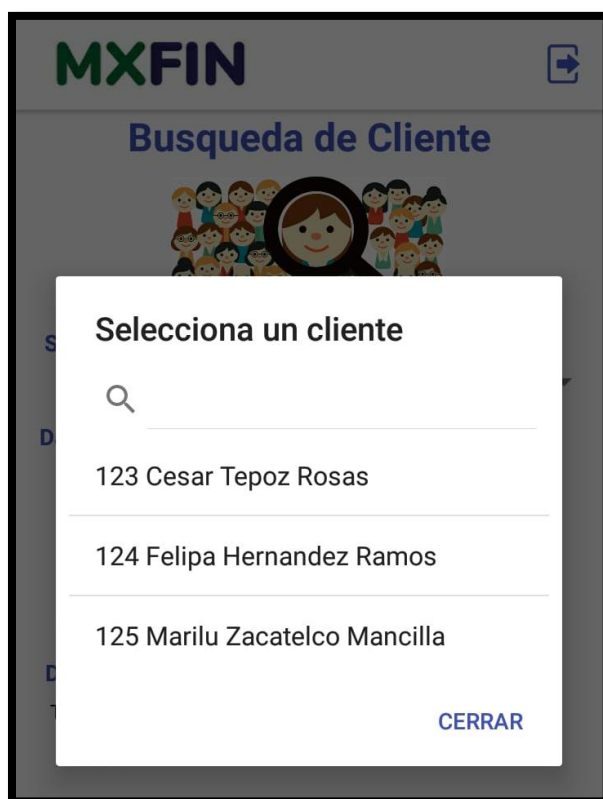 MXFIN
Busqueda de Cliente
S
Selecciona un cliente
D
123 Cesar Tepoz Rosas
124 Felipa Hernandez Ramos
125 Marilu Zacatelco Mancilla
D
T
CERRAR